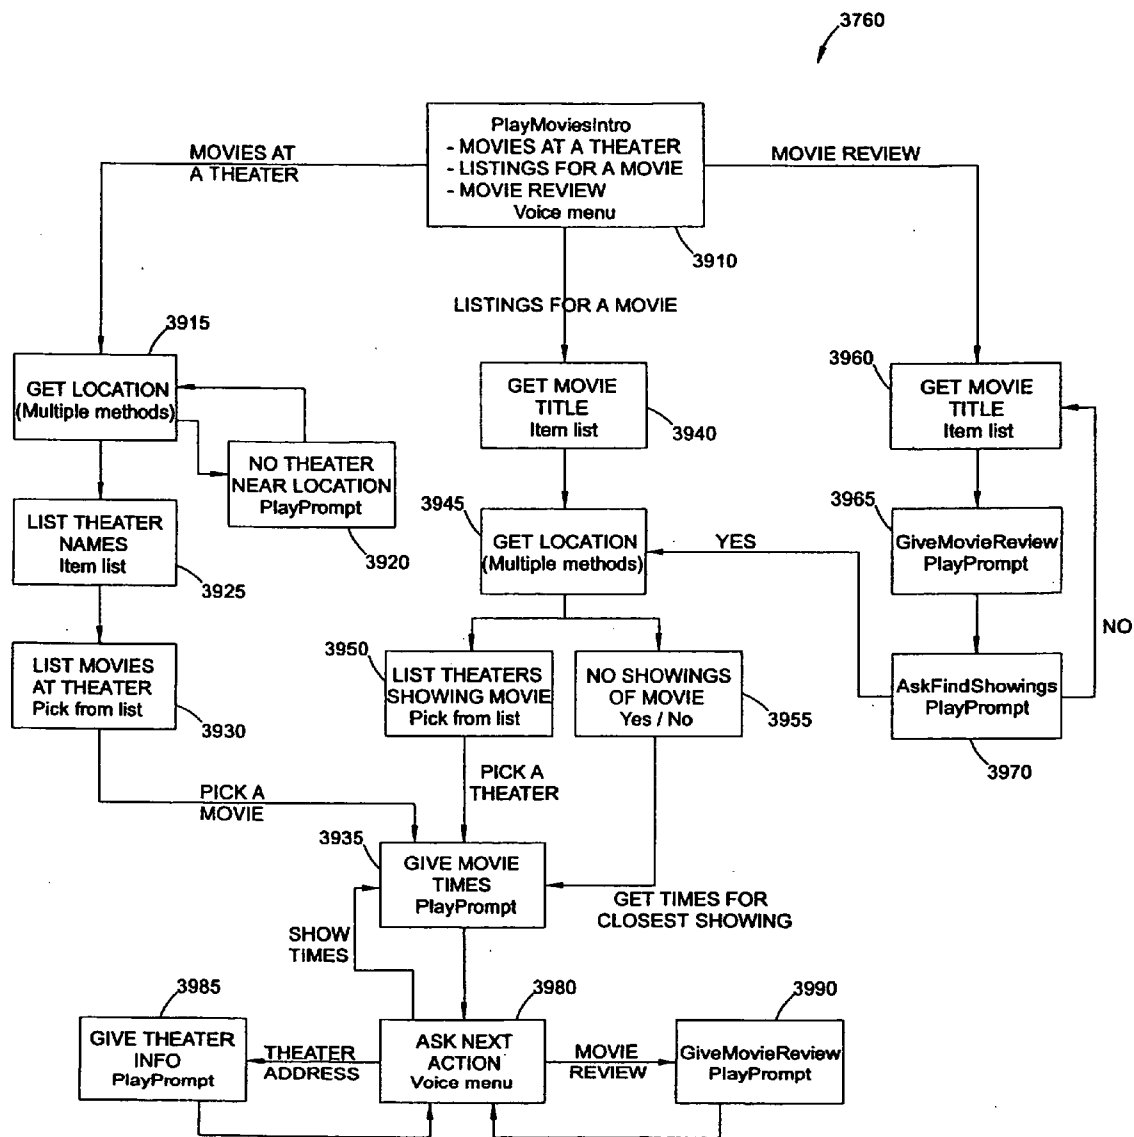 3760
PlayMoviesIntro
- MOVIES AT A THEATER
- LISTINGS FOR A MOVIE
- MOVIE REVIEW
Voice menu
3910
MOVIES AT
A THEATER
MOVIE REVIEW
LISTINGS FOR A MOVIE
3915
GET LOCATION
(Multiple methods)
NO THEATER
NEAR LOCATION
PlayPrompt
3920
LIST THEATER
NAMES
Item list
3925
LIST MOVIES
AT THEATER
Pick from list
3930
PICK A
MOVIE
GET MOVIE
TITLE
Item list
3940
3945
GET LOCATION
(Multiple methods)
YES
3950
LIST THEATERS
SHOWING MOVIE
Pick from list
NO SHOWINGS
OF MOVIE
Yes / No
3955
PICK A
THEATER
3960
GET MOVIE
TITLE
Item list
3965
GiveMovieReview
PlayPrompt
NO
AskFindShowings
PlayPrompt
3970
3935
GIVE MOVIE
TIMES
PlayPrompt
GET TIMES FOR
CLOSEST SHOWING
SHOW
TIMES
3985
GIVE THEATER
INFO
PlayPrompt
THEATER
ADDRESS
3980
ASK NEXT
ACTION
Voice menu
MOVIE
REVIEW
3990
GiveMovieReview
PlayPrompt